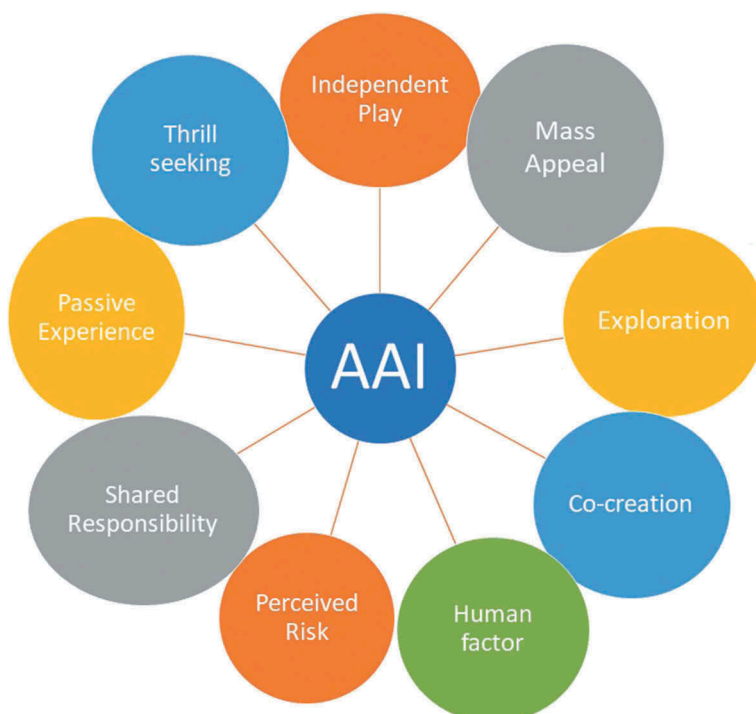 Independent
Play
Mass
Appeal
Exploration
Co-creation
Human
factor
Perceived
Risk
Shared
Responsibility
Passive
Experience
Thrill
seeking
AAI